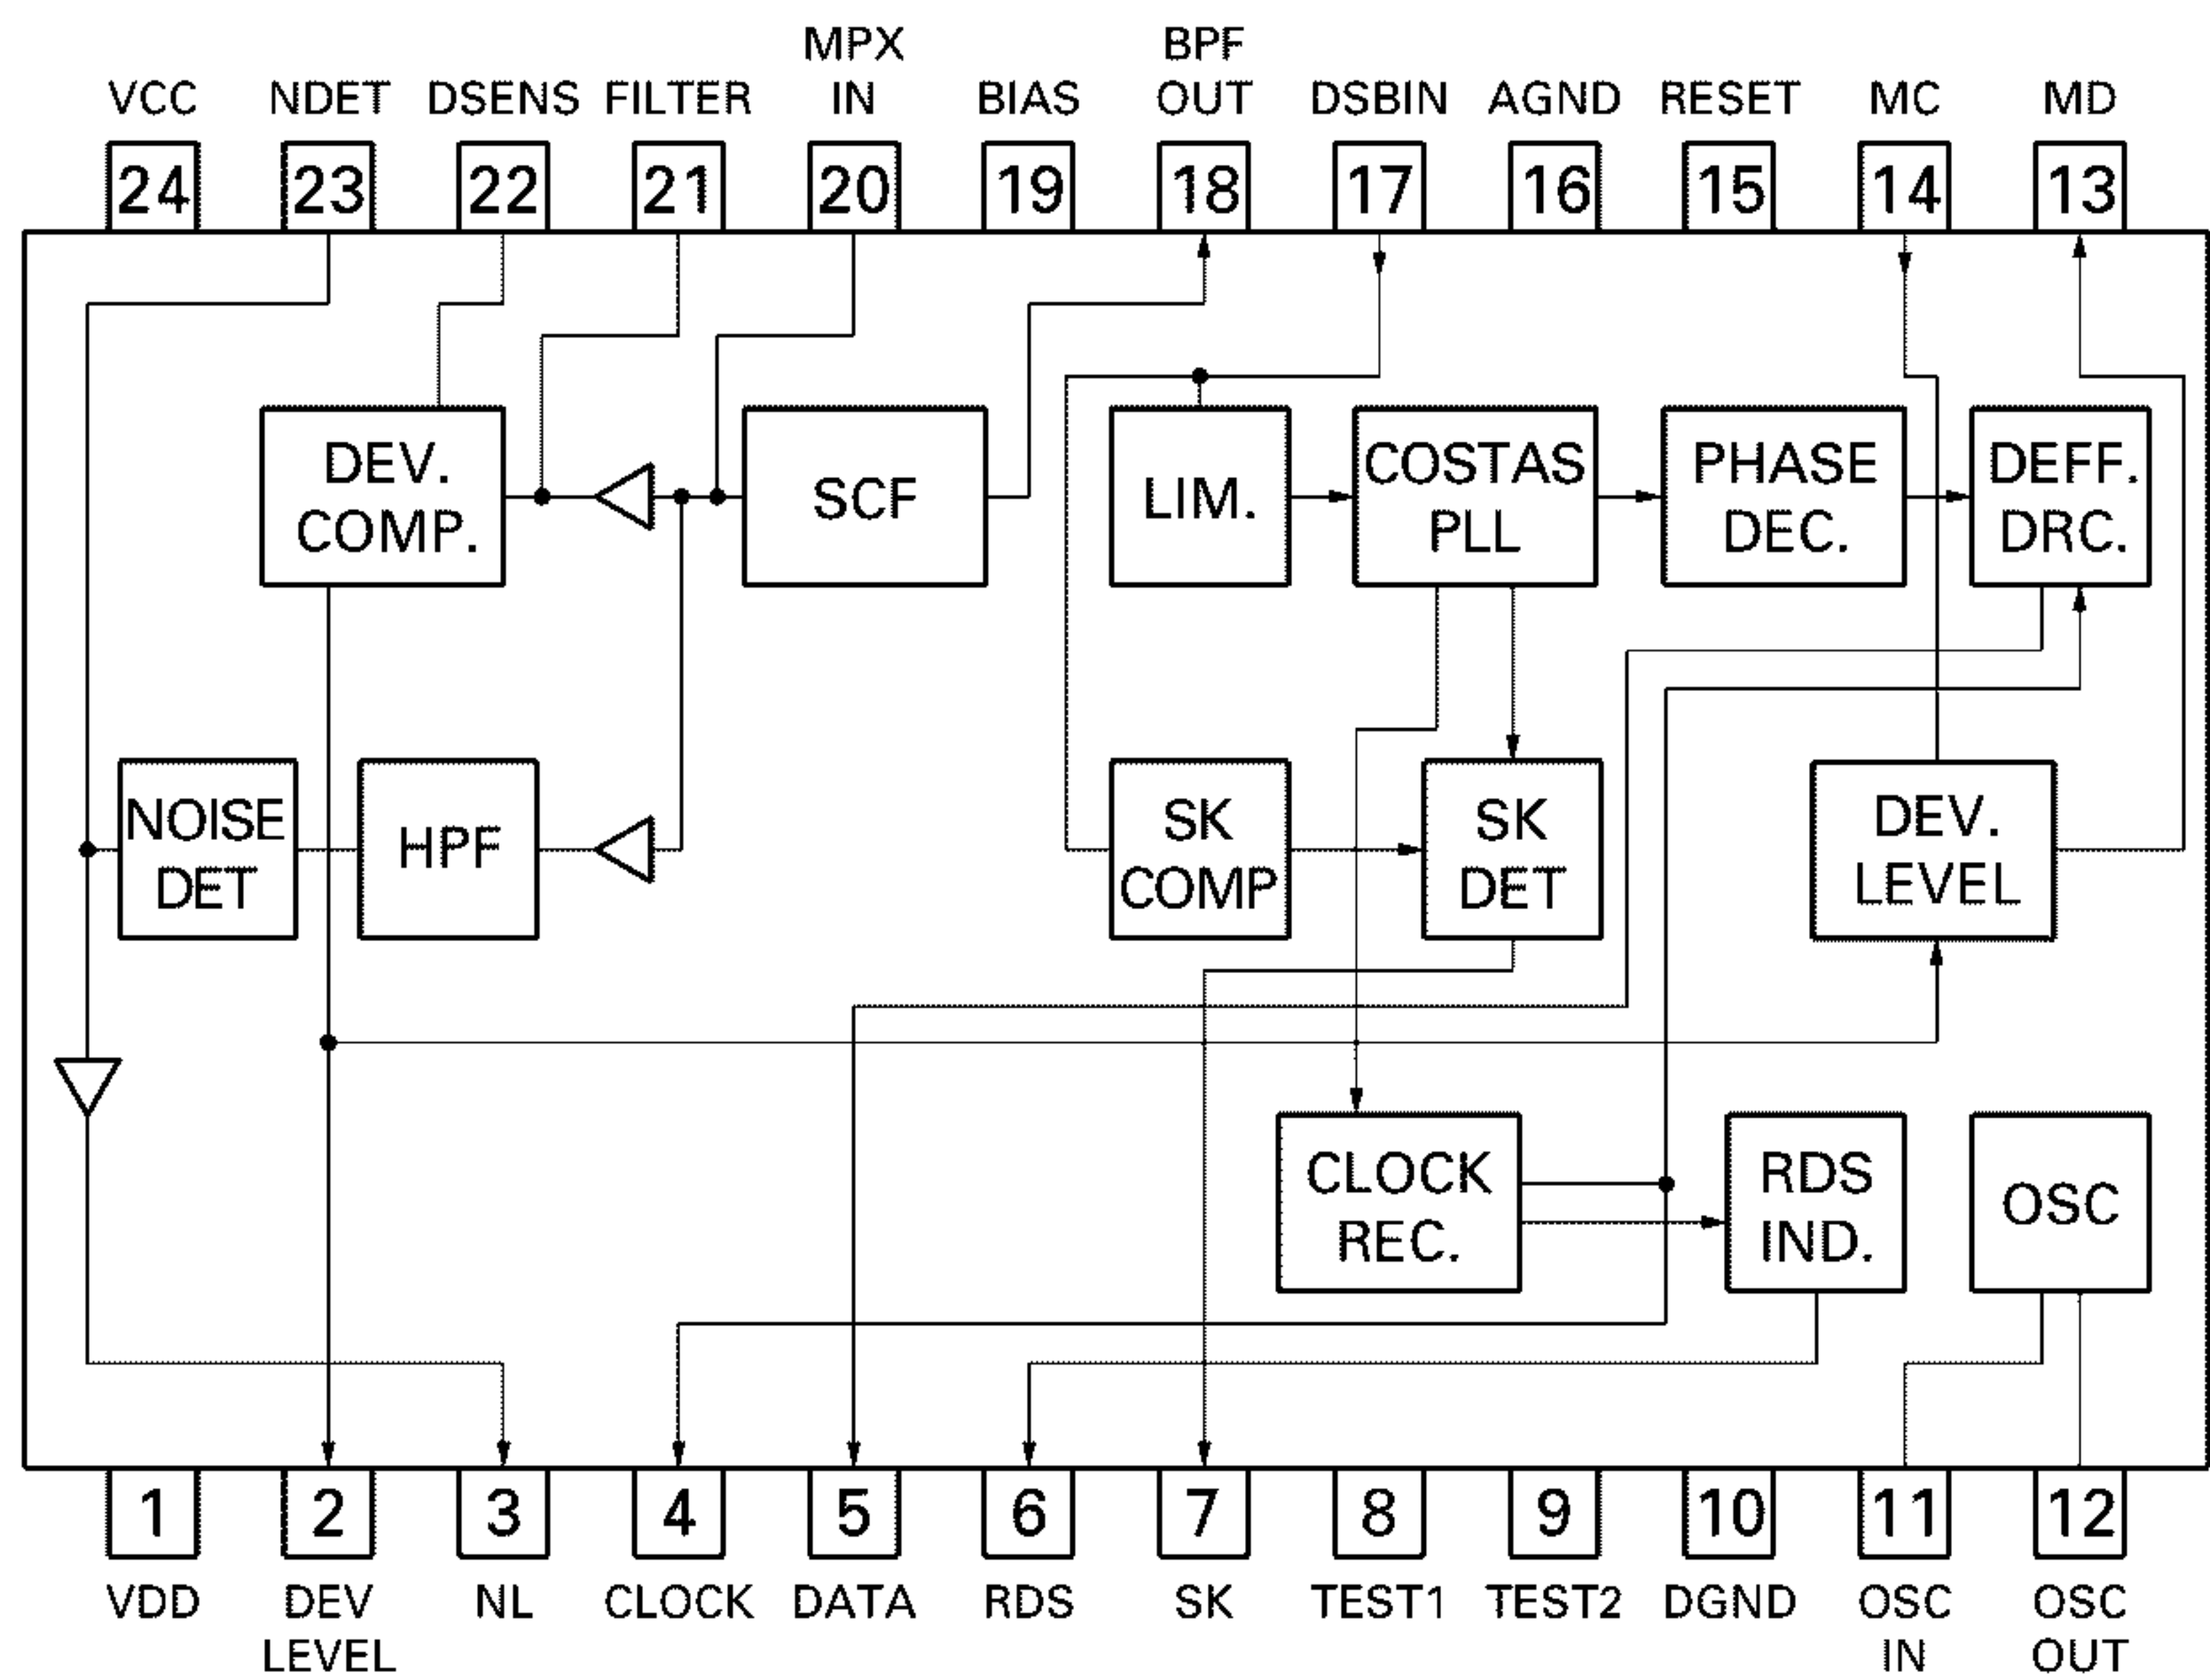 MPX BPF
VCC NDET DSENS FILTER IN BIAS OUT DSBIN AGND RESET MC MD
24 23 22 21 20 19 18 17 16 15 14 13
DEV. COSTAS PHASE DEFF.
SCF LIM.
COMP. PLL DEC. DRC.
NOISE SK SK DEV.
HPF
DET COMP DET LEVEL
CLOCK RDS
OSC
REC. IND.
1 2 3 4 5 6 7 8 9 10 11 12
VDD DEV NL CLOCK DATA RDS SK TEST1 TEST2 DGND OSC OSC
LEVEL IN OUT